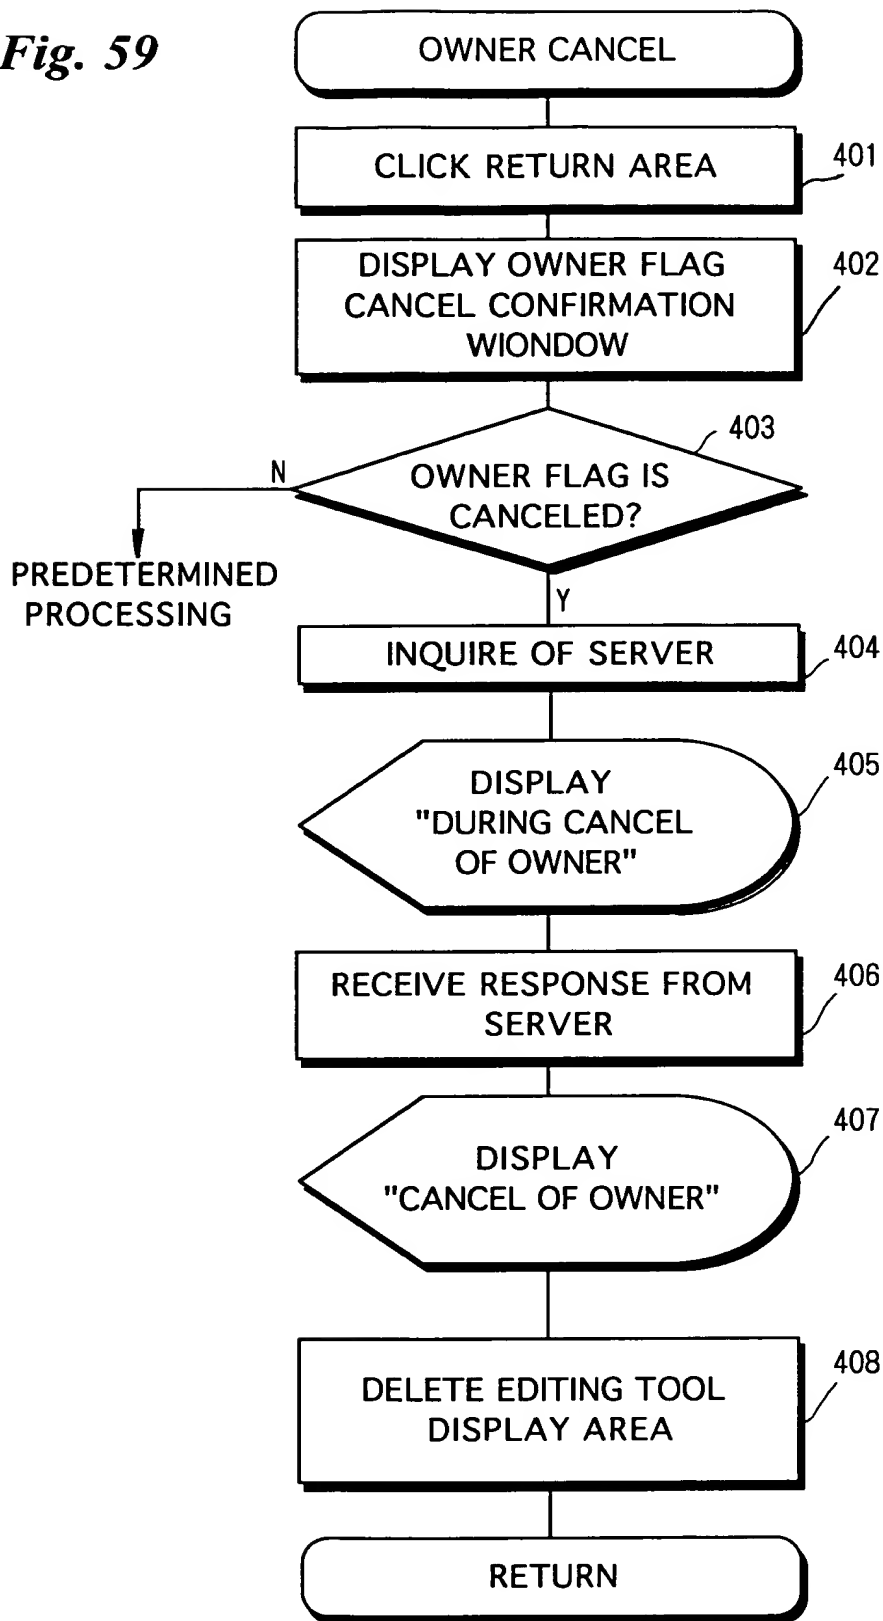 Fig. 59
OWNER CANCEL
CLICK RETURN AREA
401
DISPLAY OWNER FLAG
CANCEL CONFIRMATION
WIONDOW
402
403
OWNER FLAG IS
CANCELED?
N
PREDETERMINED
PROCESSING
Y
INQUIRE OF SERVER
404
DISPLAY
"DURING CANCEL
OF OWNER"
405
RECEIVE RESPONSE FROM
SERVER
406
DISPLAY
"CANCEL OF OWNER"
407
DELETE EDITING TOOL
DISPLAY AREA
408
RETURN